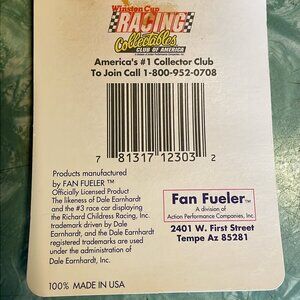 Winston Cup
RACING
Collectables
CLUB OF AMERICA
America's #1 Collector Club
To Join Call 1-800-952-0708
7 81317 12303 2
Products manufactured
by FAN FUELER™
Officially Licensed Product
The likeness of Dale Earnhardt
and the #3 race car displaying
the Richard Childress Racing, Inc.
trademark driven by Dale
Earnhardt, and the Dale Earnhardt
registered trademarks are used
under the administration of
Dale Earnhardt, Inc.
Fan Fueler™
A division of
Action Performance Companies, Inc.
2401 W. First Street
Tempe Az 85281
100% MADE IN USA